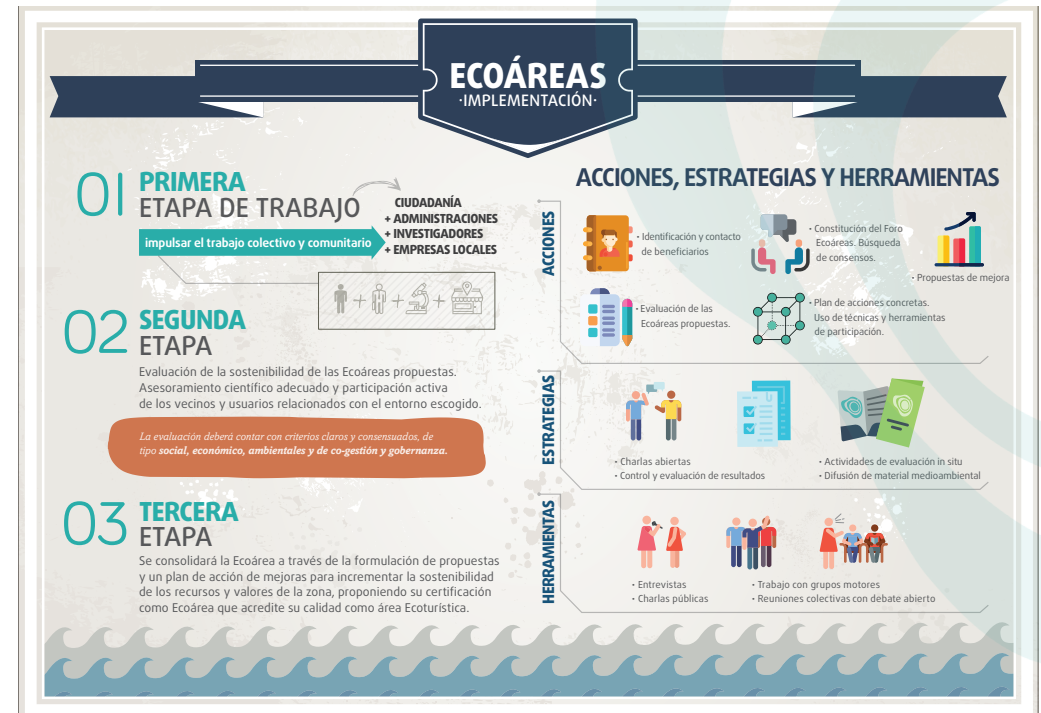 ECOÁREAS
·IMPLEMENTACIÓN·
01 PRIMERA
ETAPA DE TRABAJO
impulsar el trabajo colectivo y comunitario
CIUDADANÍA
+ ADMINISTRACIONES
+ INVESTIGADORES
+ EMPRESAS LOCALES
02 SEGUNDA
ETAPA
Evaluación de la sostenibilidad de las Ecoáreas propuestas.
Asesoramiento científico adecuado y participación activa
de los vecinos y usuarios relacionados con el entorno escogido.
La evaluación deberá contar con criterios claros y consensuados, de
tipo social, económico, ambientales y de co-gestión y gobernanza.
03 TERCERA
ETAPA
Se consolidará la Ecoárea a través de la formulación de propuestas
y un plan de acción de mejoras para incrementar la sostenibilidad
de los recursos y valores de la zona, proponiendo su certificación
como Ecoárea que acredite su calidad como área Ecoturística.
ACCIONES, ESTRATEGIAS Y HERRAMIENTAS
ACCIONES
· Identificación y contacto
de beneficiarios
· Constitución del Foro
Ecoáreas. Búsqueda
de consensos.
· Propuestas de mejora
· Evaluación de las
Ecoáreas propuestas.
· Plan de acciones concretas.
Uso de técnicas y herramientas
de participación.
ESTRATEGIAS
· Charlas abiertas
· Control y evaluación de resultados
· Actividades de evaluación in situ
· Difusión de material medioambiental
HERRAMIENTAS
· Entrevistas
· Charlas públicas
· Trabajo con grupos motores
· Reuniones colectivas con debate abierto